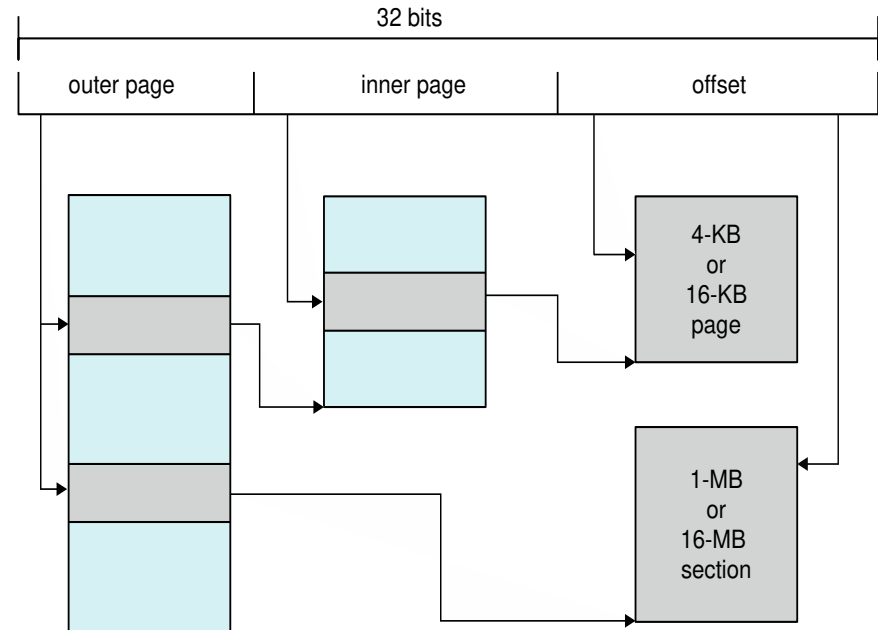 32 bits
outer page
inner page
offset
4-KB
or
16-KB
page
1-MB
or
16-MB
section